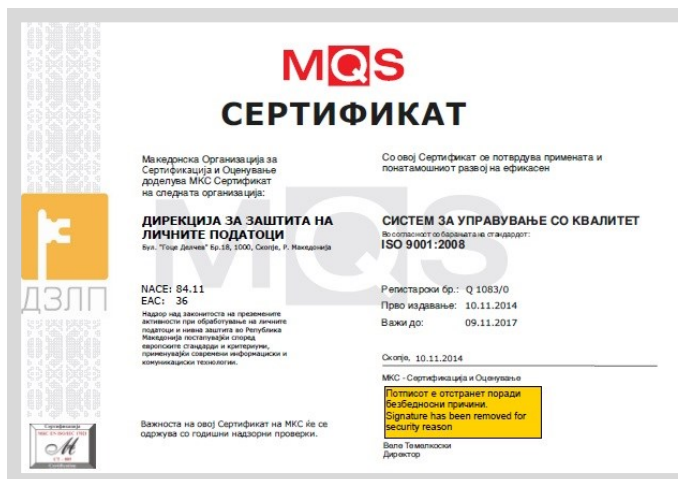 MQS
СЕРТИФИКАТ
Македонска Организација за
Сертификација и Оценување
доделува МКС Сертификат
на следната организација:
ДИРЕКЦИЈА ЗА ЗАШТИТА НА
ЛИЧНИТЕ ПОДАТОЦИ
Бул. "Гоце Делчев" Бр.18, 1000, Скопје, Р. Македонија
NACE: 84.11
EAC: 36
Надзор над законитоста на преземените
активности при обработување на личните
податоци и нивна заштита во Република
Македонија постапувајќи според
европските стандарди и критериуми,
применувајќи современи информациски и
комуникациски технологии.
Важноста на овој Сертификат на МКС ќе се
одржува со годишни надзорни проверки.
Со овој Сертификат се потврдува примената и
понатамошниот развој на ефикасен
СИСТЕМ ЗА УПРАВУВАЊЕ СО КВАЛИТЕТ
Во согласност со барањата на стандардот:
ISO 9001:2008
Регистарски бр.: Q 1083/0
Прво издавање: 10.11.2014
Важи до: 09.11.2017
Скопје, 10.11.2014
МКС - Сертификација и Оценување
Потписот е отстранет поради
безбедносни причини.
Signature has been removed for
security reason
Веле Темелкоски
Директор
MQS
ДЗЛП
Сертификација